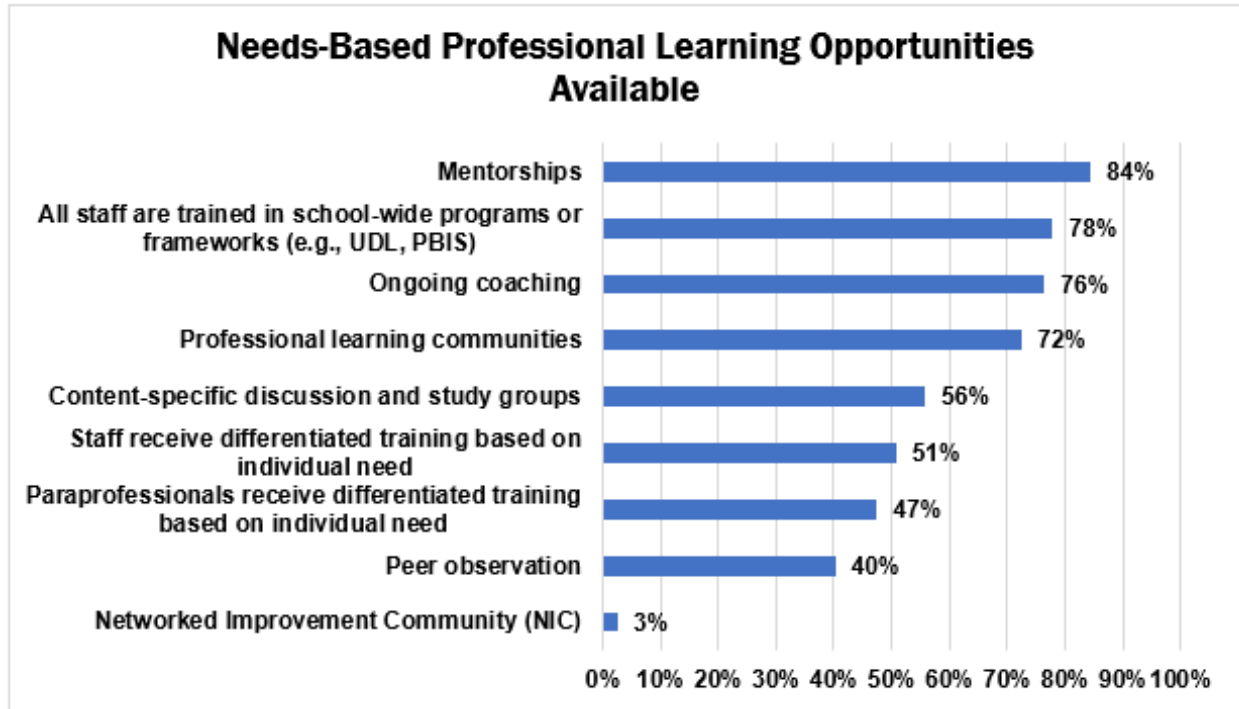 Needs-Based Professional Learning Opportunities
Available
Mentorships
84%
All staff are trained in school-wide programs or
frameworks (e.g., UDL, PBIS)
78%
Ongoing coaching
76%
Professional learning communities
72%
Content-specific discussion and study groups
56%
Staff receive differentiated training based on
individual need
51%
Paraprofessionals receive differentiated training
based on individual need
47%
Peer observation
40%
Networked Improvement Community (NIC)
3%
0% 10% 20% 30% 40% 50% 60% 70% 80% 90% 100%